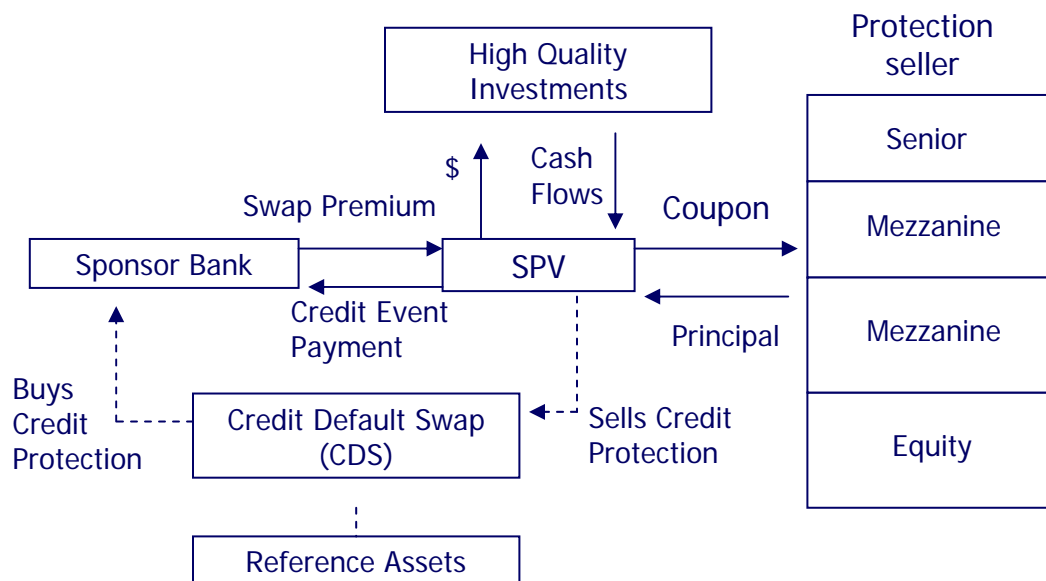 Protection
seller
High Quality
Investments
Senior
$
Cash
Flows
Swap Premium
Coupon
Mezzanine
Sponsor Bank
SPV
Credit Event
Payment
Principal
Mezzanine
Buys
Credit
Protection
Credit Default Swap
(CDS)
Sells Credit
Protection
Equity
Reference Assets